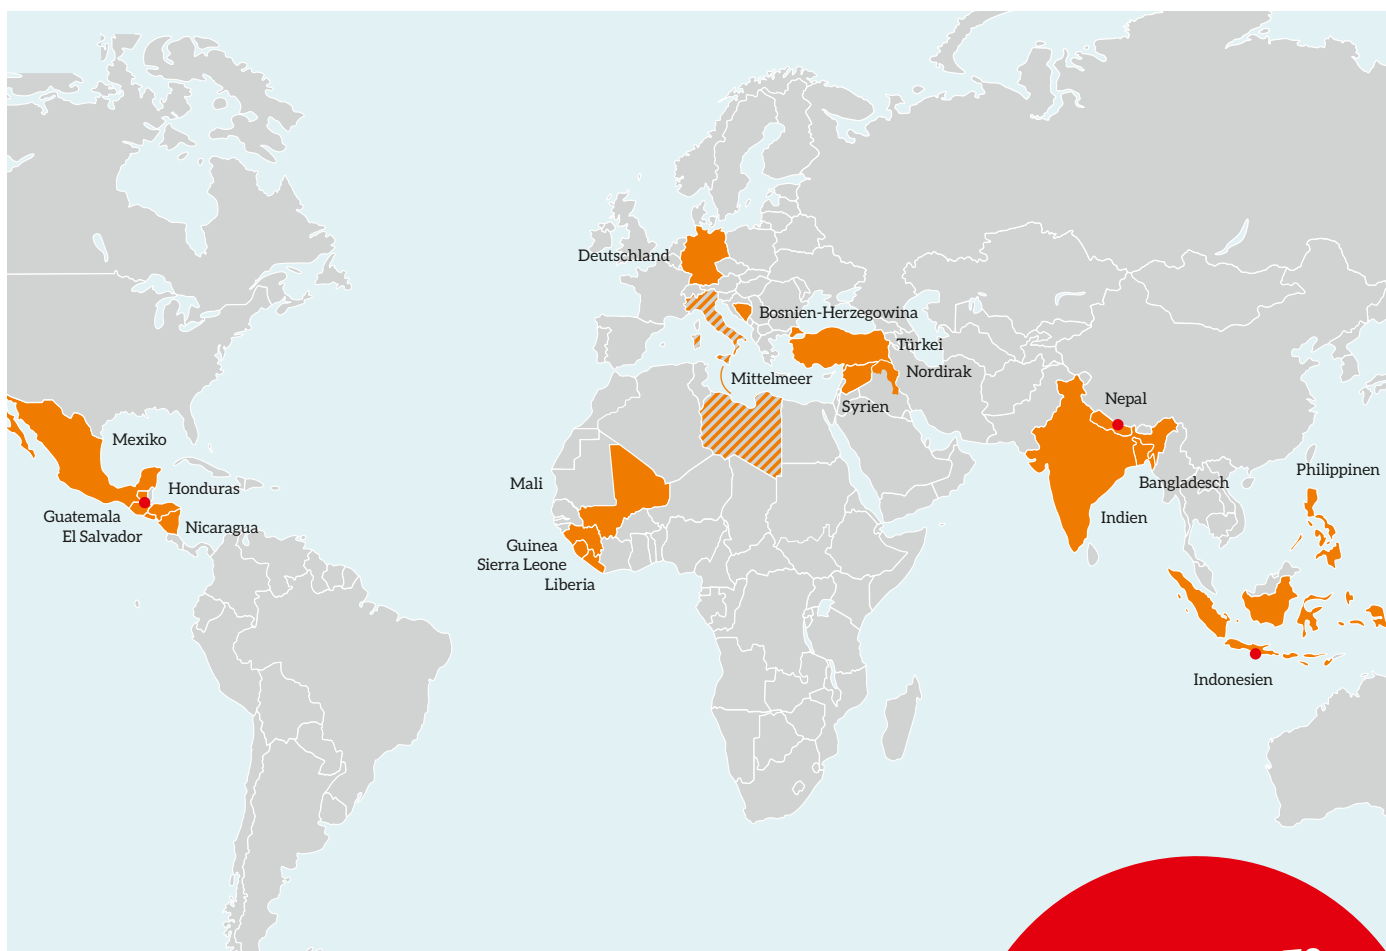 Deutschland
Bosnien-Herzegowina
Türkei
Nordirak
Mittelmeer
Syrien
Nepal
Mexiko
Philippinen
Mali
Honduras
Bangladesch
Guatemala
Indien
El Salvador
Nicaragua
Guinea
Sierra Leone
Liberia
Indonesien